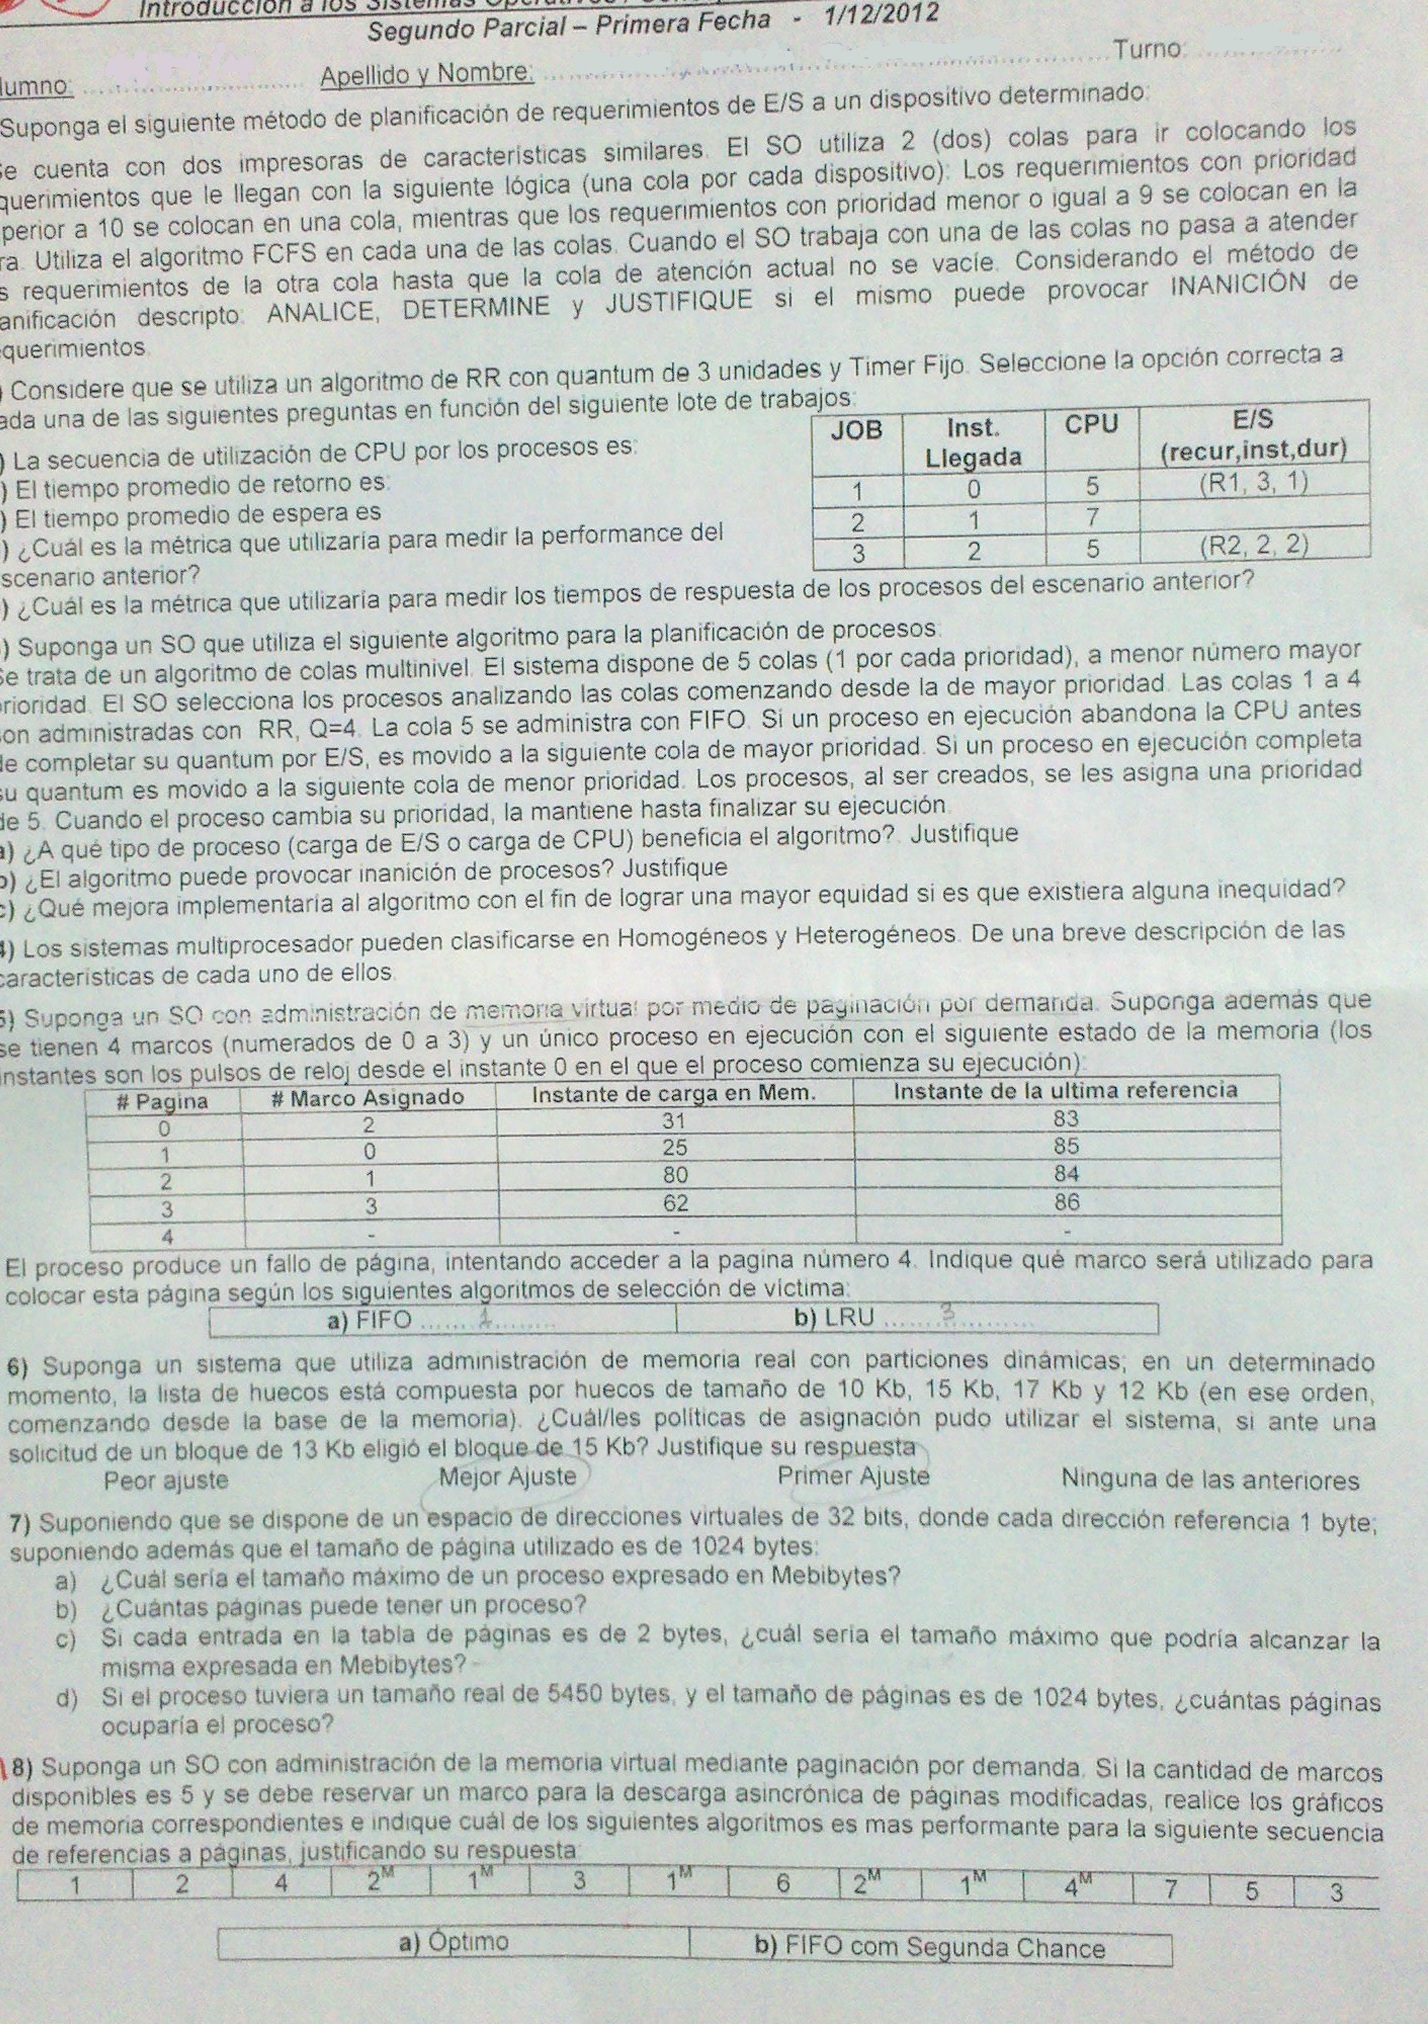 Introducción a los Sistemas
Segundo Parcial – Primera Fecha - 1/12/2012
lumno:
Apellido y Nombre:
Turno:
Suponga el siguiente método de planificación de requerimientos de E/S a un dispositivo determinado:
Se cuenta con dos impresoras de características similares. El SO utiliza 2 (dos) colas para ir colocando los
querimientos que le llegan con la siguiente lógica (una cola por cada dispositivo): Los requerimientos con prioridad
perior a 10 se colocan en una cola, mientras que los requerimientos con prioridad menor o igual a 9 se colocan en la
ra. Utiliza el algoritmo FCFS en cada una de las colas. Cuando el SO trabaja con una de las colas no pasa a atender
s requerimientos de la otra cola hasta que la cola de atención actual no se vacíe. Considerando el método de
anificación descripto: ANALICE, DETERMINE y JUSTIFIQUE si el mismo puede provocar INANICIÓN de
querimientos.
) Considere que se utiliza un algoritmo de RR con quantum de 3 unidades y Timer Fijo. Seleccione la opción correcta a
ada una de las siguientes preguntas en función del siguiente lote de trabajos:
) La secuencia de utilización de CPU por los procesos es:
) El tiempo promedio de retorno es:
) El tiempo promedio de espera es
) ¿Cuál es la métrica que utilizaría para medir la performance del
scenario anterior?
) ¿Cuál es la métrica que utilizaría para medir los tiempos de respuesta de los procesos del escenario anterior?
JOB Inst. Llegada CPU E/S (recur,inst,dur)
1 0 5 (R1, 3, 1)
2 1 7
3 2 5 (R2, 2, 2)
) Suponga un SO que utiliza el siguiente algoritmo para la planificación de procesos.
Se trata de un algoritmo de colas multinivel. El sistema dispone de 5 colas (1 por cada prioridad), a menor número mayor
prioridad. El SO selecciona los procesos analizando las colas comenzando desde la de mayor prioridad. Las colas 1 a 4
son administradas con RR, Q=4. La cola 5 se administra con FIFO. Si un proceso en ejecución abandona la CPU antes
de completar su quantum por E/S, es movido a la siguiente cola de mayor prioridad. Si un proceso en ejecución completa
su quantum es movido a la siguiente cola de menor prioridad. Los procesos, al ser creados, se les asigna una prioridad
de 5. Cuando el proceso cambia su prioridad, la mantiene hasta finalizar su ejecución.
a) ¿A qué tipo de proceso (carga de E/S o carga de CPU) beneficia el algoritmo?. Justifique
b) ¿El algoritmo puede provocar inanición de procesos? Justifique
c) ¿Qué mejora implementaría al algoritmo con el fin de lograr una mayor equidad si es que existiera alguna inequidad?
4) Los sistemas multiprocesador pueden clasificarse en Homogéneos y Heterogéneos. De una breve descripción de las
características de cada uno de ellos.
5) Suponga un SO con administración de memoria virtual por medio de paginación por demanda. Suponga además que
se tienen 4 marcos (numerados de 0 a 3) y un único proceso en ejecución con el siguiente estado de la memoria (los
instantes son los pulsos de reloj desde el instante 0 en el que el proceso comienza su ejecución):
# Pagina # Marco Asignado Instante de carga en Mem. Instante de la ultima referencia
0 2 31 83
1 0 25 85
2 1 80 84
3 3 62 86
4 - - -
El proceso produce un fallo de página, intentando acceder a la pagina número 4. Indique qué marco será utilizado para
colocar esta página según los siguientes algoritmos de selección de víctima:
a) FIFO ......1........ b) LRU ......3..........
6) Suponga un sistema que utiliza administración de memoria real con particiones dinámicas; en un determinado
momento, la lista de huecos está compuesta por huecos de tamaño de 10 Kb, 15 Kb, 17 Kb y 12 Kb (en ese orden,
comenzando desde la base de la memoria). ¿Cuál/les políticas de asignación pudo utilizar el sistema, si ante una
solicitud de un bloque de 13 Kb eligió el bloque de 15 Kb? Justifique su respuesta
Peor ajuste Mejor Ajuste Primer Ajuste Ninguna de las anteriores
7) Suponiendo que se dispone de un espacio de direcciones virtuales de 32 bits, donde cada dirección referencia 1 byte;
suponiendo además que el tamaño de página utilizado es de 1024 bytes:
a) ¿Cuál sería el tamaño máximo de un proceso expresado en Mebibytes?
b) ¿Cuántas páginas puede tener un proceso?
c) Si cada entrada en la tabla de páginas es de 2 bytes, ¿cuál sería el tamaño máximo que podría alcanzar la
misma expresada en Mebibytes?
d) Si el proceso tuviera un tamaño real de 5450 bytes, y el tamaño de páginas es de 1024 bytes, ¿cuántas páginas
ocuparía el proceso?
8) Suponga un SO con administración de la memoria virtual mediante paginación por demanda. Si la cantidad de marcos
disponibles es 5 y se debe reservar un marco para la descarga asincrónica de páginas modificadas, realice los gráficos
de memoria correspondientes e indique cuál de los siguientes algoritmos es mas performante para la siguiente secuencia
de referencias a páginas, justificando su respuesta:
1 2 4 2ᴹ 1ᴹ 3 1ᴹ 6 2ᴹ 1ᴹ 4ᴹ 7 5 3
a) Óptimo b) FIFO com Segunda Chance